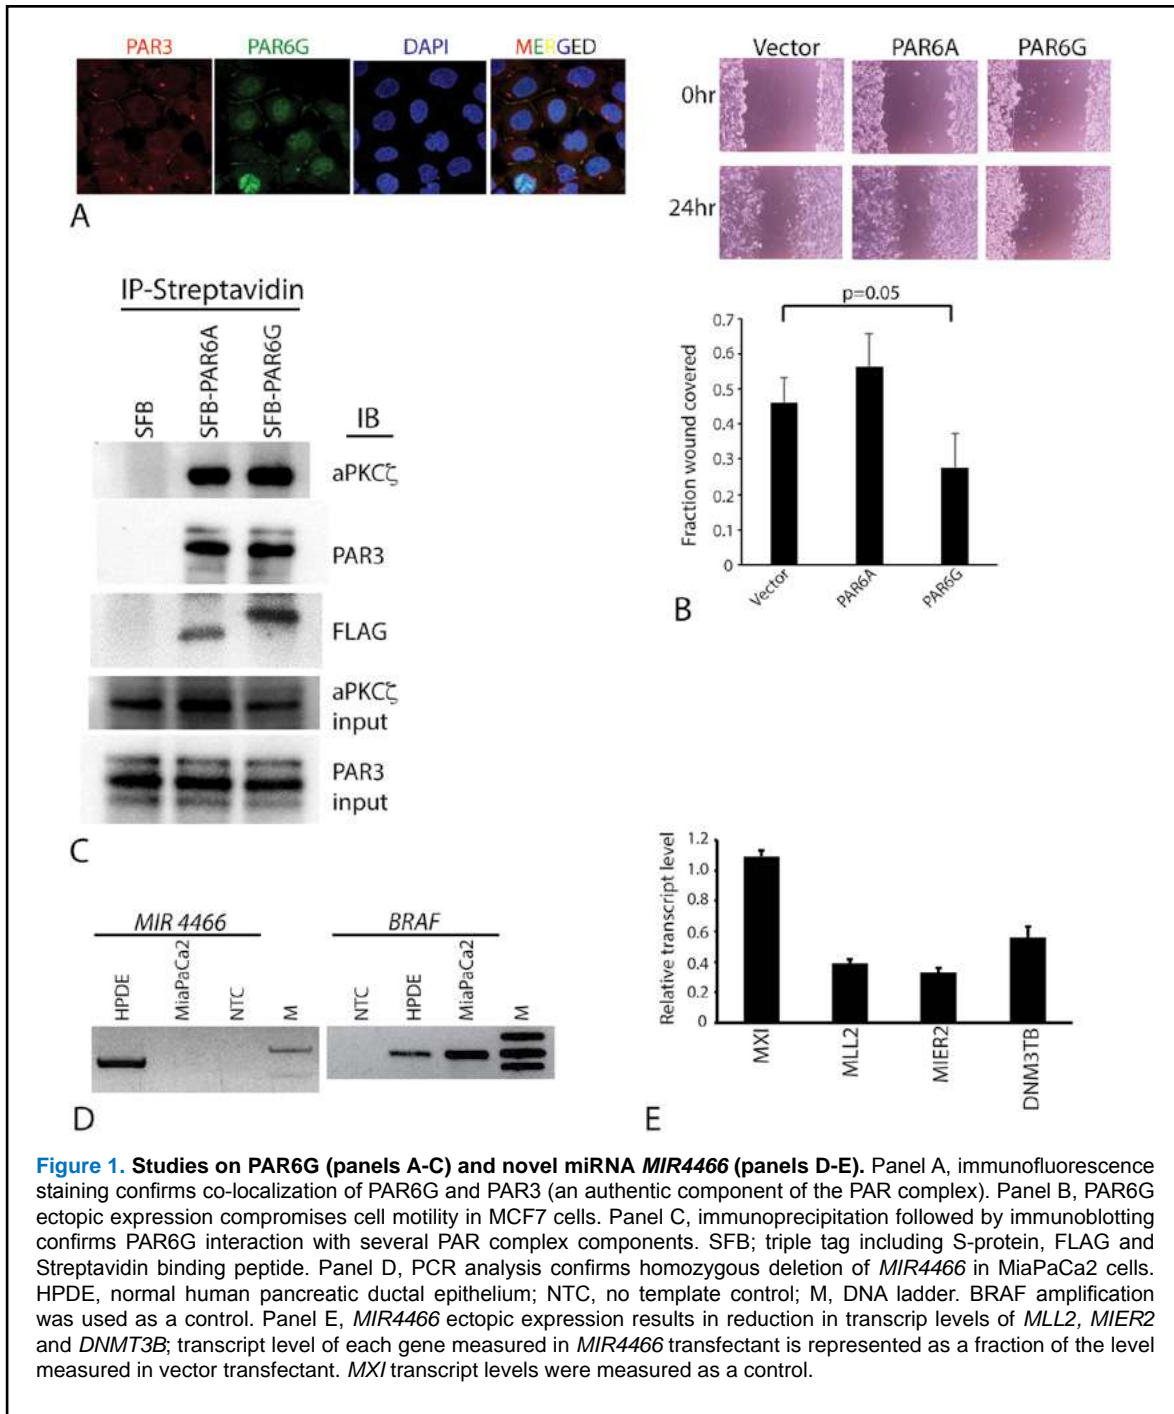 PAR3 PAR6G DAPI MERGED
A
Vector PAR6A PAR6G
0hr
24hr
p=0.05
Fraction wound covered
0.7
0.6
0.5
0.4
0.3
0.2
0.1
0
Vector PAR6A PAR6G
B
IP-Streptavidin
SFB SFB-PAR6A SFB-PAR6G IB
aPKCζ
PAR3
FLAG
aPKCζ
input
PAR3
input
C
MIR 4466 BRAF
HPDE MiaPaCa2 NTC M NTC HPDE MiaPaCa2 M
D
Relative transcript level
1.2
1.0
0.8
0.6
0.4
0.2
0
MXI MLL2 MIER2 DNM3TB
E
Figure 1. Studies on PAR6G (panels A-C) and novel miRNA MIR4466 (panels D-E). Panel A, immunofluorescence
staining confirms co-localization of PAR6G and PAR3 (an authentic component of the PAR complex). Panel B, PAR6G
ectopic expression compromises cell motility in MCF7 cells. Panel C, immunoprecipitation followed by immunoblotting
confirms PAR6G interaction with several PAR complex components. SFB; triple tag including S-protein, FLAG and
Streptavidin binding peptide. Panel D, PCR analysis confirms homozygous deletion of MIR4466 in MiaPaCa2 cells.
HPDE, normal human pancreatic ductal epithelium; NTC, no template control; M, DNA ladder. BRAF amplification
was used as a control. Panel E, MIR4466 ectopic expression results in reduction in transcrip levels of MLL2, MIER2
and DNMT3B; transcript level of each gene measured in MIR4466 transfectant is represented as a fraction of the level
measured in vector transfectant. MXI transcript levels were measured as a control.